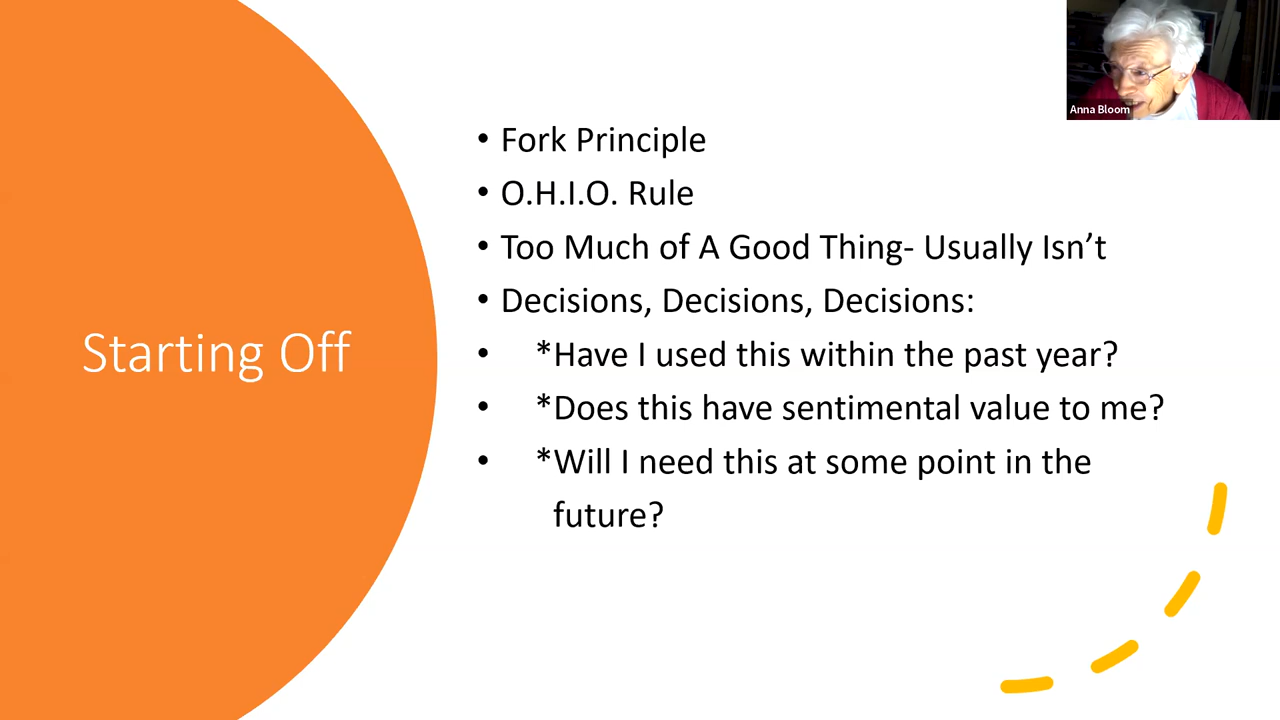 Anna Bloom
Starting Off
• Fork Principle
• O.H.I.O. Rule
• Too Much of A Good Thing- Usually Isn’t
• Decisions, Decisions, Decisions:
• *Have I used this within the past year?
• *Does this have sentimental value to me?
• *Will I need this at some point in the
future?